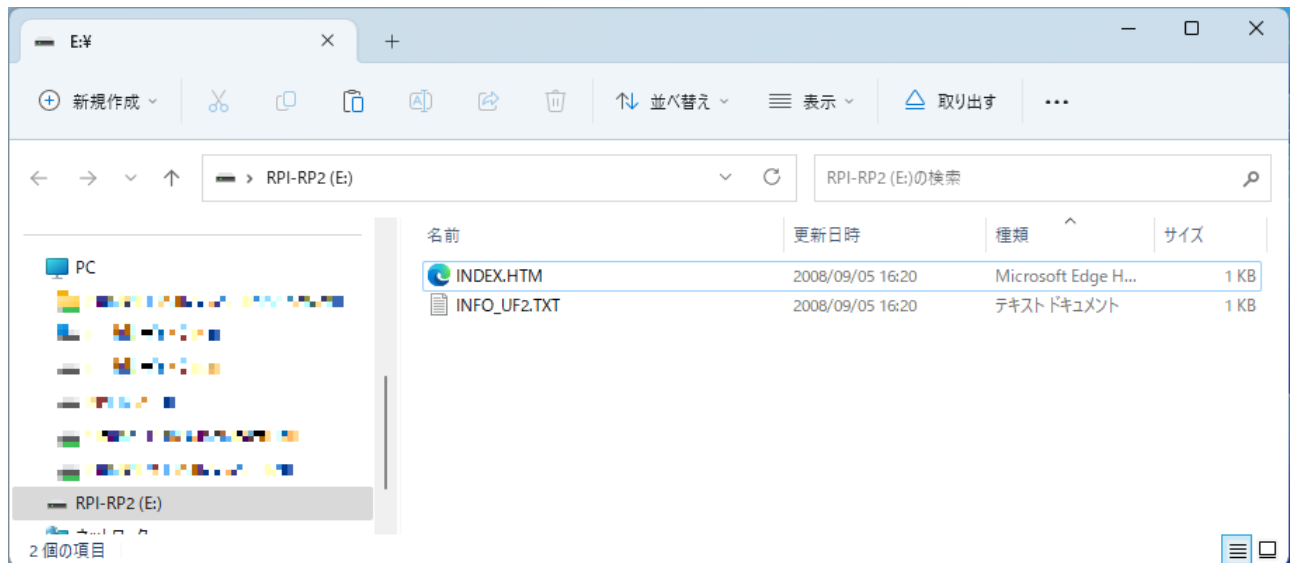 E:¥
新規作成
並べ替え
表示
取り出す
RPI-RP2 (E:)
RPI-RP2 (E:)の検索
名前 更新日時 種類 サイズ
PC
INDEX.HTM 2008/09/05 16:20 Microsoft Edge H... 1 KB
INFO_UF2.TXT 2008/09/05 16:20 テキスト ドキュメント 1 KB
RPI-RP2 (E:)
2 個の項目